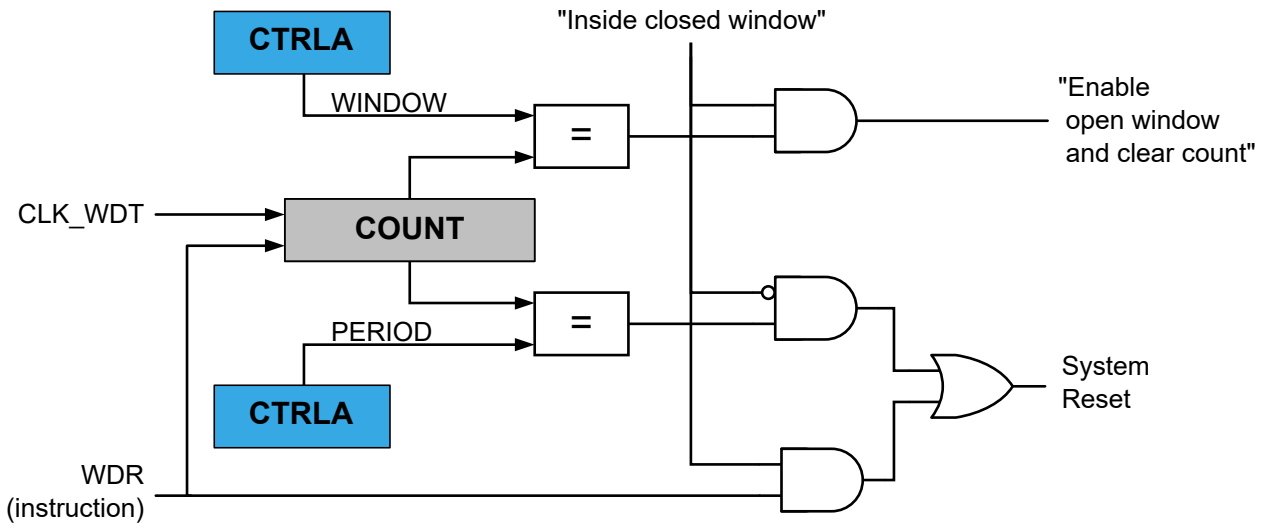 "Inside closed window"
CTRLA
WINDOW
=
"Enable
open window
and clear count"
CLK_WDT
COUNT
=
PERIOD
System
Reset
CTRLA
WDR
(instruction)